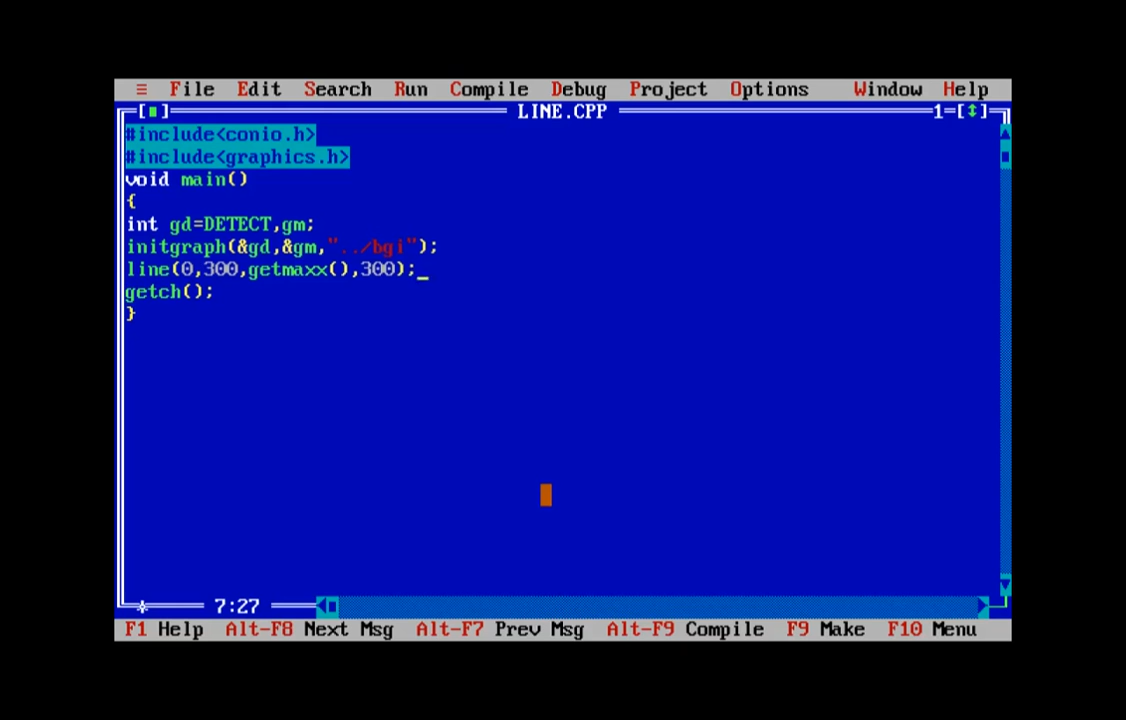 ≡ File Edit Search Run Compile Debug Project Options Window Help
[■] LINE.CPP 1=[↕]
#include<conio.h>
#include<graphics.h>
void main()
{
int gd=DETECT,gm;
initgraph(&gd,&gm,"../bgi");
line(0,300,getmaxx(),300);_
getch();
}
* 7:27
F1 Help Alt-F8 Next Msg Alt-F7 Prev Msg Alt-F9 Compile F9 Make F10 Menu